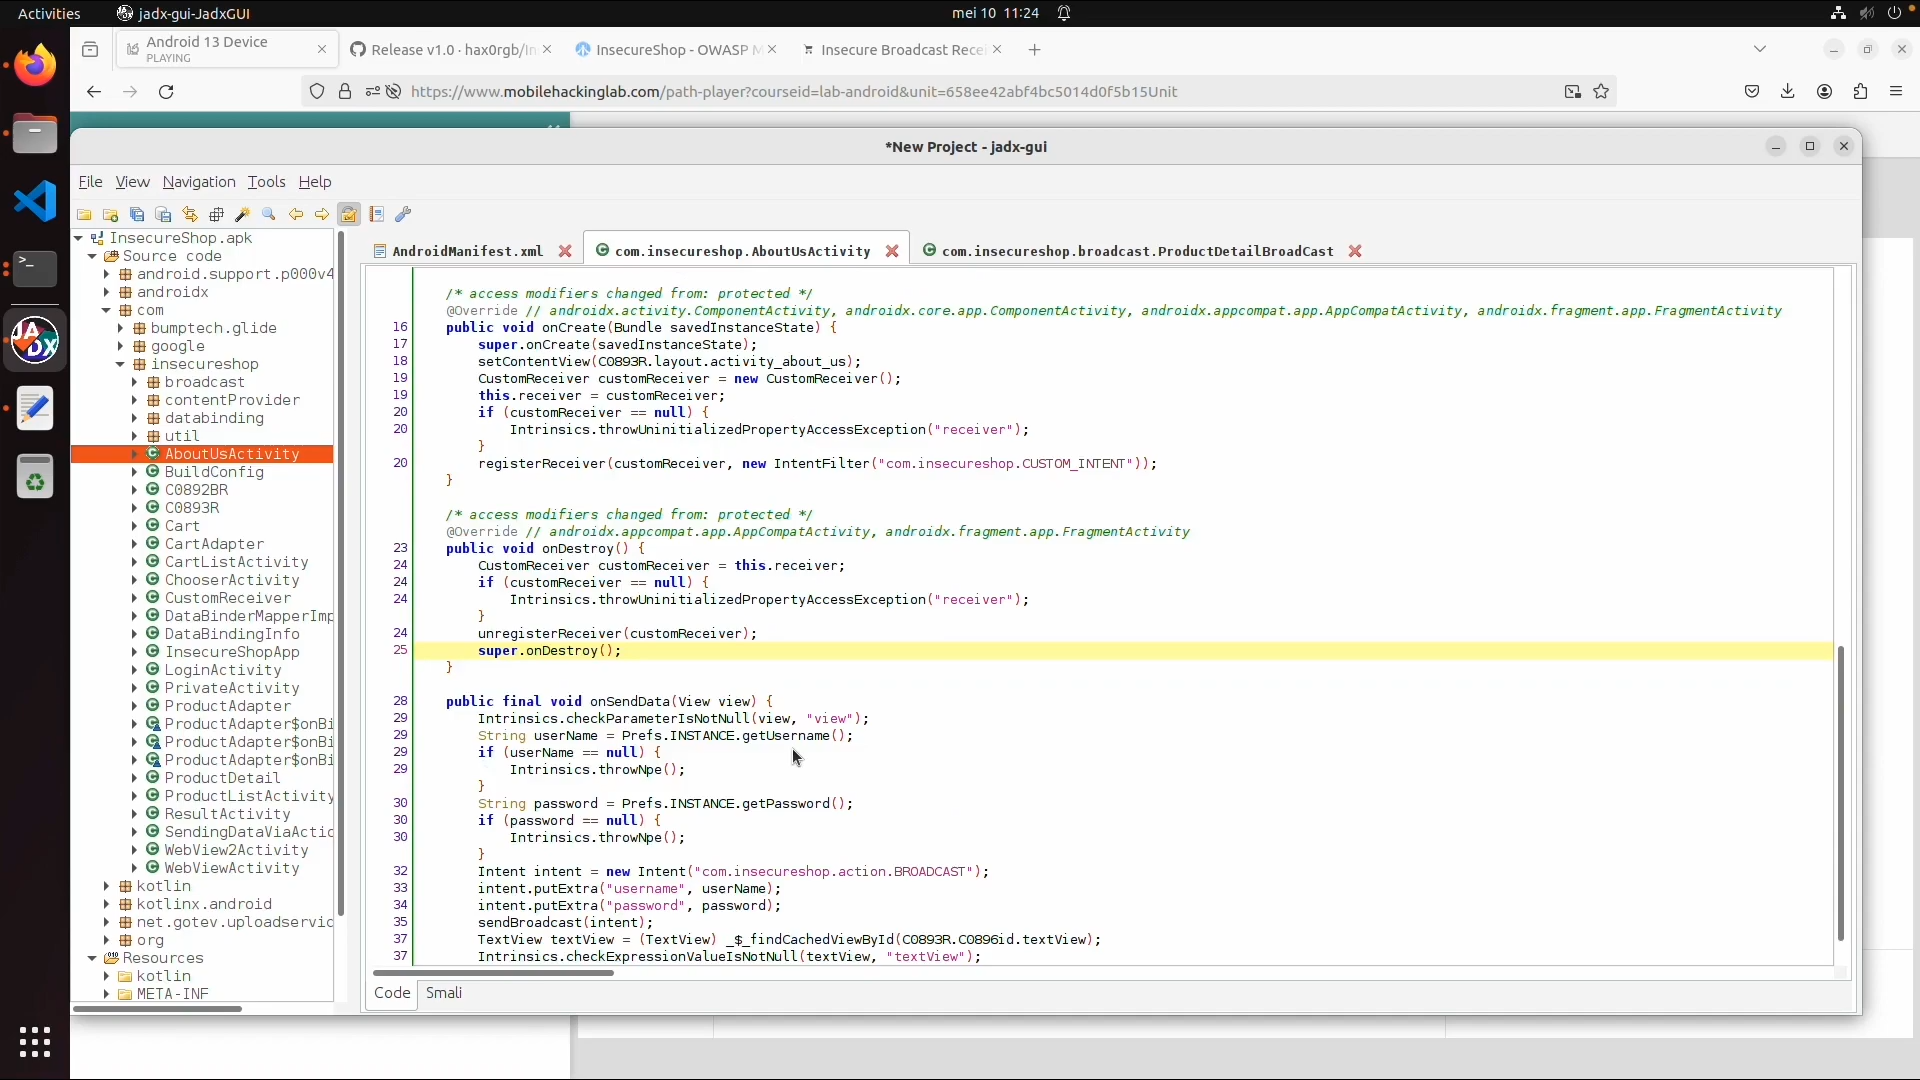 Activities
jadx-gui-JadxGUI
mei 10 11:24
Android 13 Device
PLAYING
Release v1.0 · hax0rgb/In
InsecureShop - OWASP M
Insecure Broadcast Rece
https://www.mobilehackinglab.com/path-player?courseid=lab-android&unit=658ee42abf4bc5014d0f5b15Unit
*New Project - jadx-gui
File View Navigation Tools Help
AndroidManifest.xml
com.insecureshop.AboutUsActivity
com.insecureshop.broadcast.ProductDetailBroadCast
InsecureShop.apk
Source code
android.support.p000v4
androidx
com
bumptech.glide
google
insecureshop
broadcast
contentProvider
databinding
util
AboutUsActivity
BuildConfig
C0892BR
C0893R
Cart
CartAdapter
CartListActivity
ChooserActivity
CustomReceiver
DataBinderMapperImp
DataBindingInfo
InsecureShopApp
LoginActivity
PrivateActivity
ProductAdapter
ProductAdapter$onBi
ProductAdapter$onBi
ProductAdapter$onBi
ProductDetail
ProductListActivity
ResultActivity
SendingDataViaActio
WebView2Activity
WebViewActivity
kotlin
kotlinx.android
net.gotev.uploadservic
org
Resources
kotlin
META-INF
/* access modifiers changed from: protected */
@Override // androidx.activity.ComponentActivity, androidx.core.app.ComponentActivity, androidx.appcompat.app.AppCompatActivity, androidx.fragment.app.FragmentActivity
16 public void onCreate(Bundle savedInstanceState) {
17 super.onCreate(savedInstanceState);
18 setContentView(C0893R.layout.activity_about_us);
19 CustomReceiver customReceiver = new CustomReceiver();
19 this.receiver = customReceiver;
20 if (customReceiver == null) {
20 Intrinsics.throwUninitializedPropertyAccessException("receiver");
}
20 registerReceiver(customReceiver, new IntentFilter("com.insecureshop.CUSTOM_INTENT"));
}
/* access modifiers changed from: protected */
@Override // androidx.appcompat.app.AppCompatActivity, androidx.fragment.app.FragmentActivity
23 public void onDestroy() {
24 CustomReceiver customReceiver = this.receiver;
24 if (customReceiver == null) {
24 Intrinsics.throwUninitializedPropertyAccessException("receiver");
}
24 unregisterReceiver(customReceiver);
25 super.onDestroy();
}
28 public final void onSendData(View view) {
29 Intrinsics.checkParameterIsNotNull(view, "view");
29 String userName = Prefs.INSTANCE.getUsername();
29 if (userName == null) {
29 Intrinsics.throwNpe();
}
30 String password = Prefs.INSTANCE.getPassword();
30 if (password == null) {
30 Intrinsics.throwNpe();
}
32 Intent intent = new Intent("com.insecureshop.action.BROADCAST");
33 intent.putExtra("username", userName);
34 intent.putExtra("password", password);
35 sendBroadcast(intent);
37 TextView textView = (TextView) _$_findCachedViewById(C0893R.C0896id.textView);
37 Intrinsics.checkExpressionValueIsNotNull(textView, "textView");
Code Smali